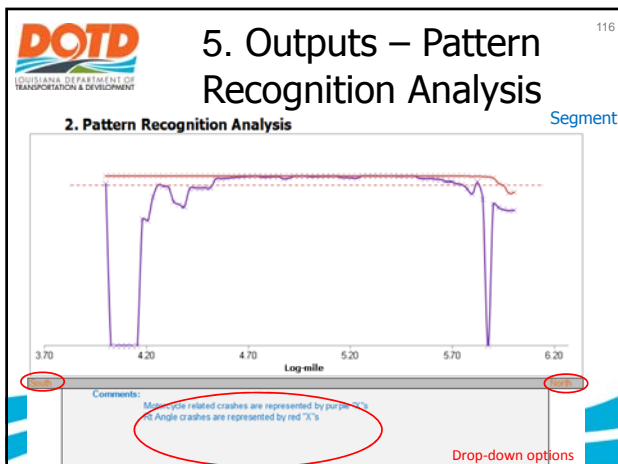 DOTD
LOUISIANA DEPARTMENT OF
TRANSPORTATION & DEVELOPMENT
5. Outputs – Pattern
Recognition Analysis
116
Segment
2. Pattern Recognition Analysis
3.70 4.20 4.70 5.20 5.70 6.20
Log-mile
South North
Comments:
Motorcycle related crashes are represented by purple "X"s
Rt Angle crashes are represented by red "X"s
Drop-down options